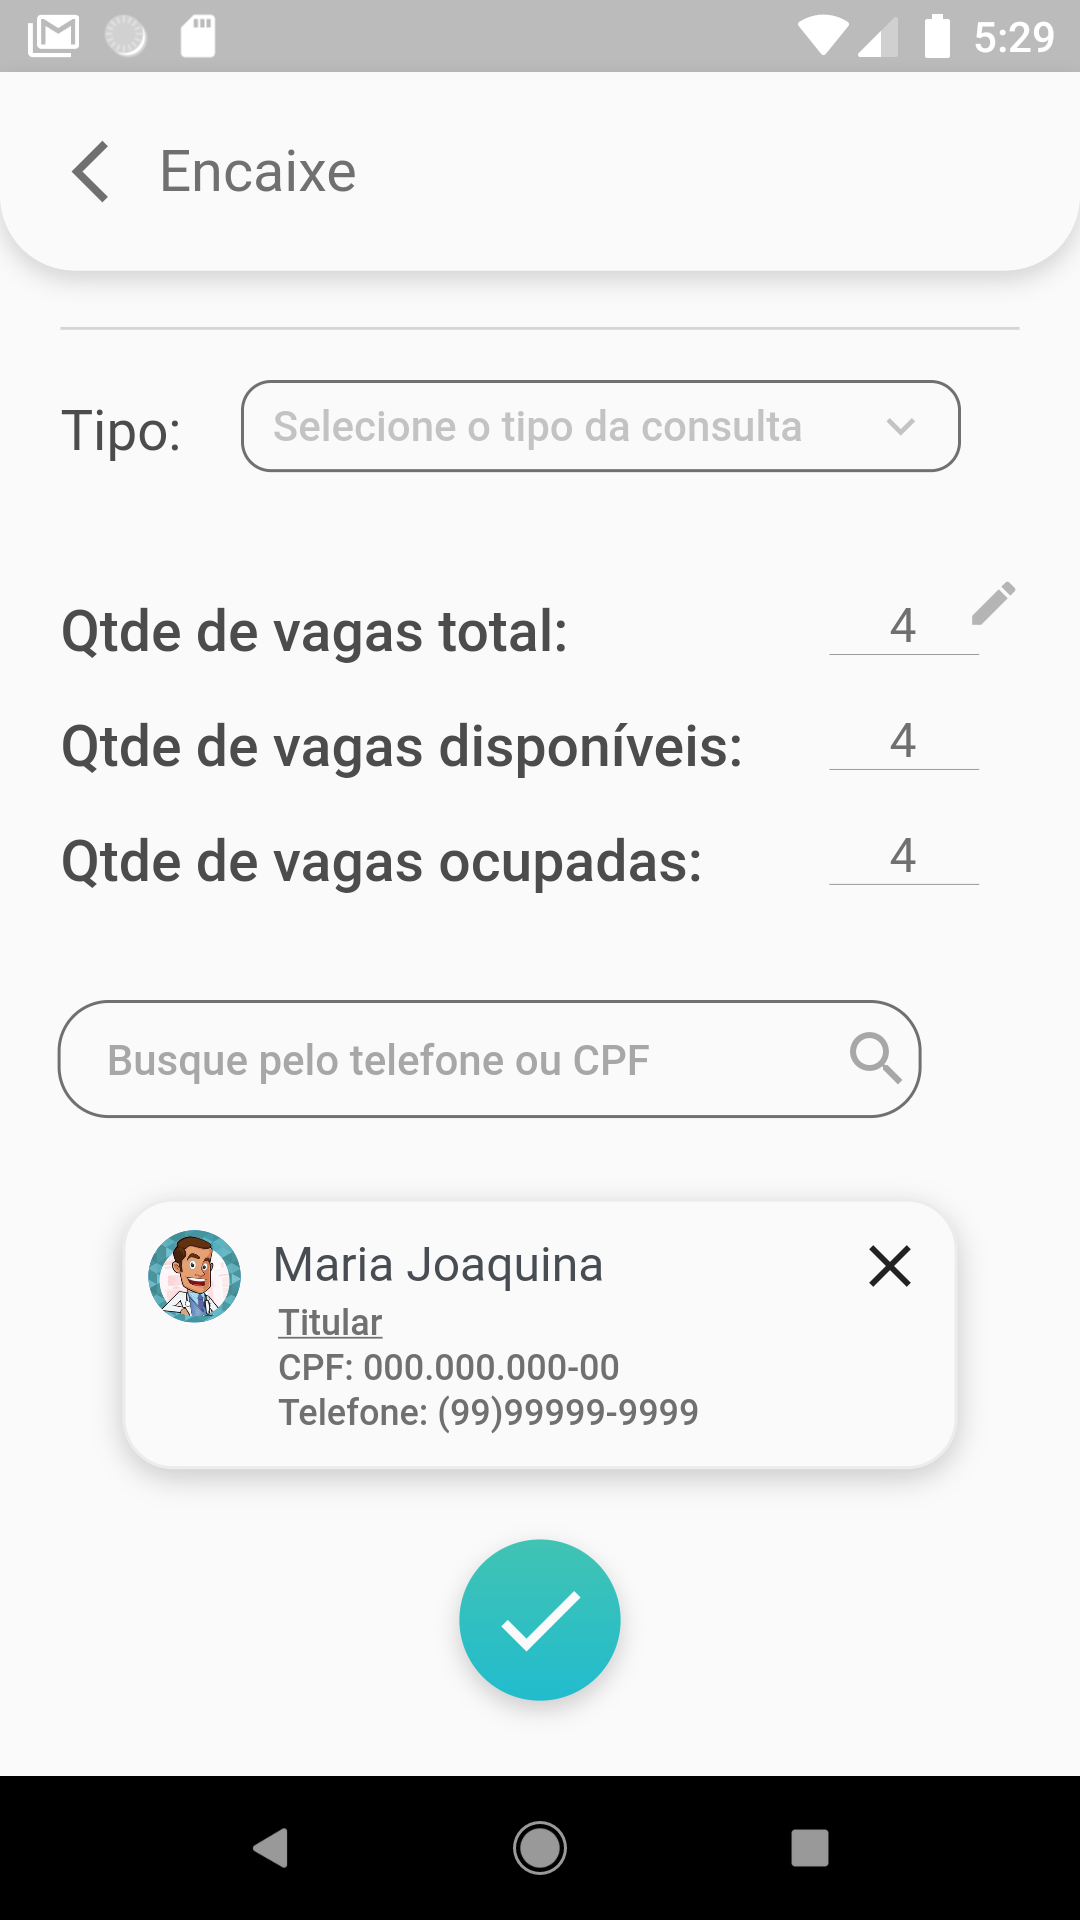 5:29
Encaixe
Tipo:
Selecione o tipo da consulta
Qtde de vagas total:
4
Qtde de vagas disponíveis:
4
Qtde de vagas ocupadas:
4
Busque pelo telefone ou CPF
Maria Joaquina
Titular
CPF: 000.000.000-00
Telefone: (99)99999-9999